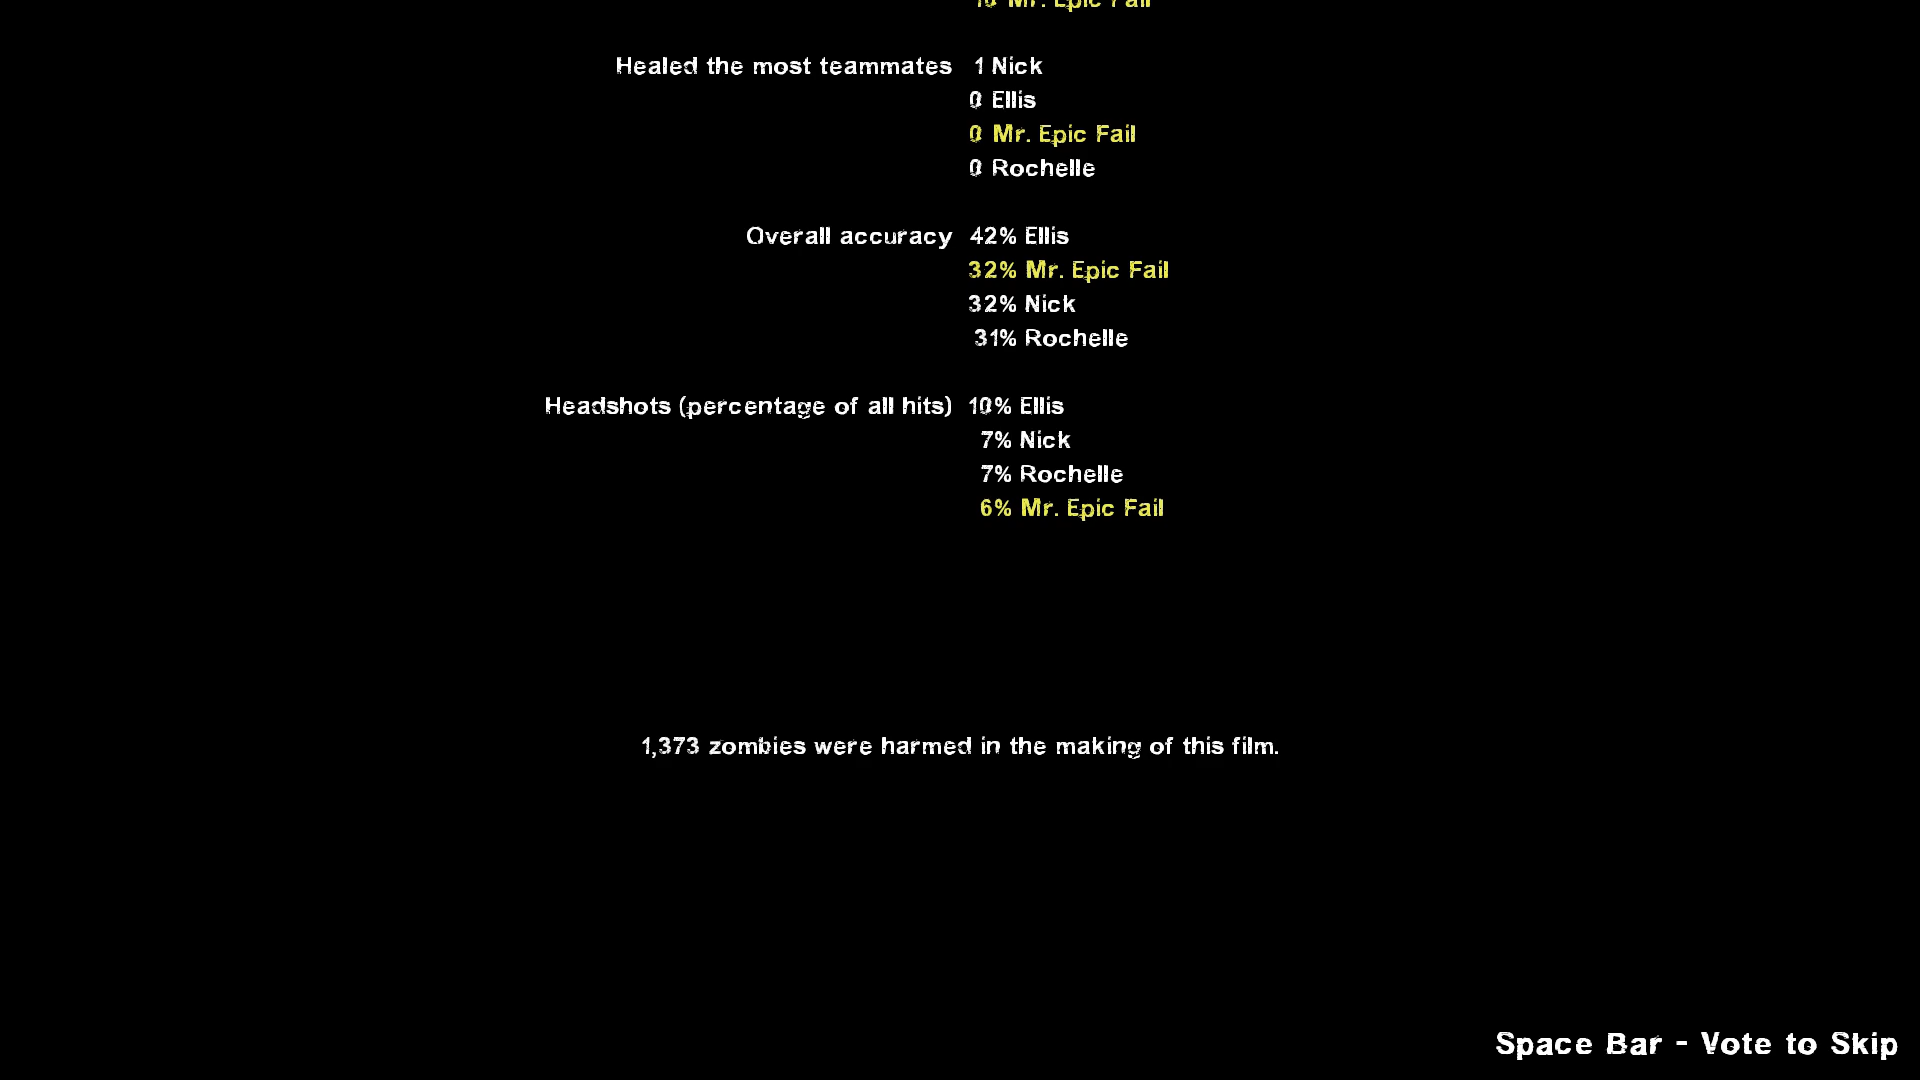 Mr. Epic Fail
Healed the most teammates 1 Nick
0 Ellis
0 Mr. Epic Fail
0 Rochelle
Overall accuracy 42% Ellis
32% Mr. Epic Fail
32% Nick
31% Rochelle
Headshots (percentage of all hits) 10% Ellis
7% Nick
7% Rochelle
6% Mr. Epic Fail
1,373 zombies were harmed in the making of this film.
Space Bar - Vote to Skip